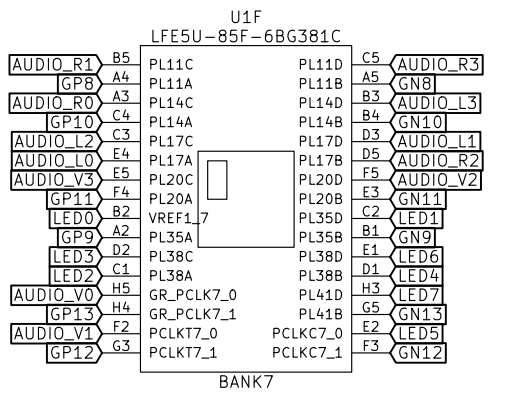 U1F
LFE5U-85F-6BG381C
AUDIO_R1 B5 PL11C PL11D C5 AUDIO_R3
GP8 A4 PL11A PL11B A5 GN8
AUDIO_R0 A3 PL14C PL14D B3 AUDIO_L3
GP10 C4 PL14A PL14B B4 GN10
AUDIO_L2 C3 PL17C PL17D D3 AUDIO_L1
AUDIO_L0 E4 PL17A PL17B D5 AUDIO_R2
AUDIO_V3 E5 PL20C PL20D F5 AUDIO_V2
GP11 F4 PL20A PL20B E3 GN11
LED0 B2 VREF1_7 PL35D C2 LED1
GP9 A2 PL35A PL35B B1 GN9
LED3 D2 PL38C PL38D E1 LED6
LED2 C1 PL38A PL38B D1 LED4
AUDIO_V0 H5 GR_PCLK7_0 PL41D H3 LED7
GP13 H4 GR_PCLK7_1 PL41B G5 GN13
AUDIO_V1 F2 PCLKT7_0 PCLKC7_0 E2 LED5
GP12 G3 PCLKT7_1 PCLKC7_1 F3 GN12
BANK7